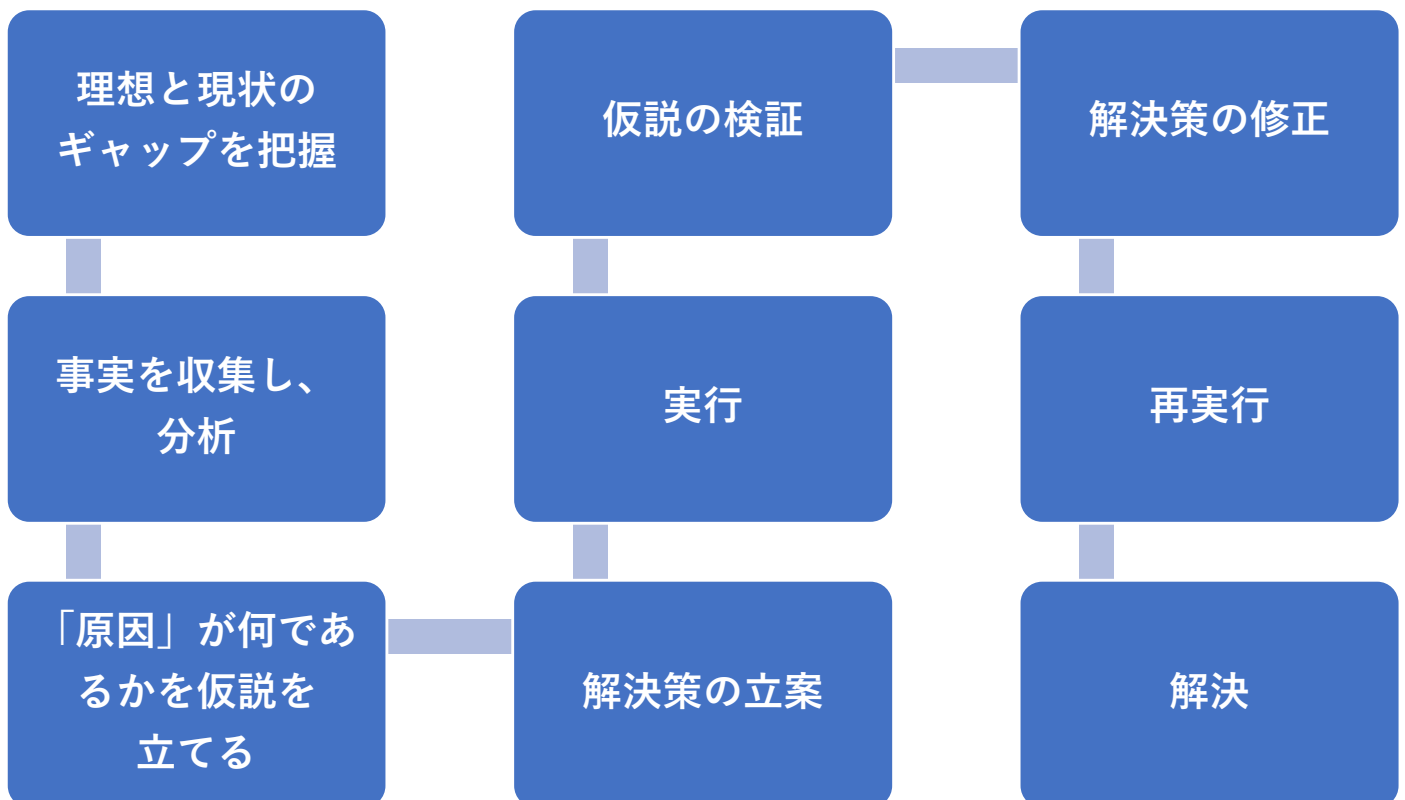 理想と現状の
ギャップを把握
事実を収集し、
分析
「原因」が何であ
るかを仮説を
立てる
解決策の立案
実行
仮説の検証
解決策の修正
再実行
解決